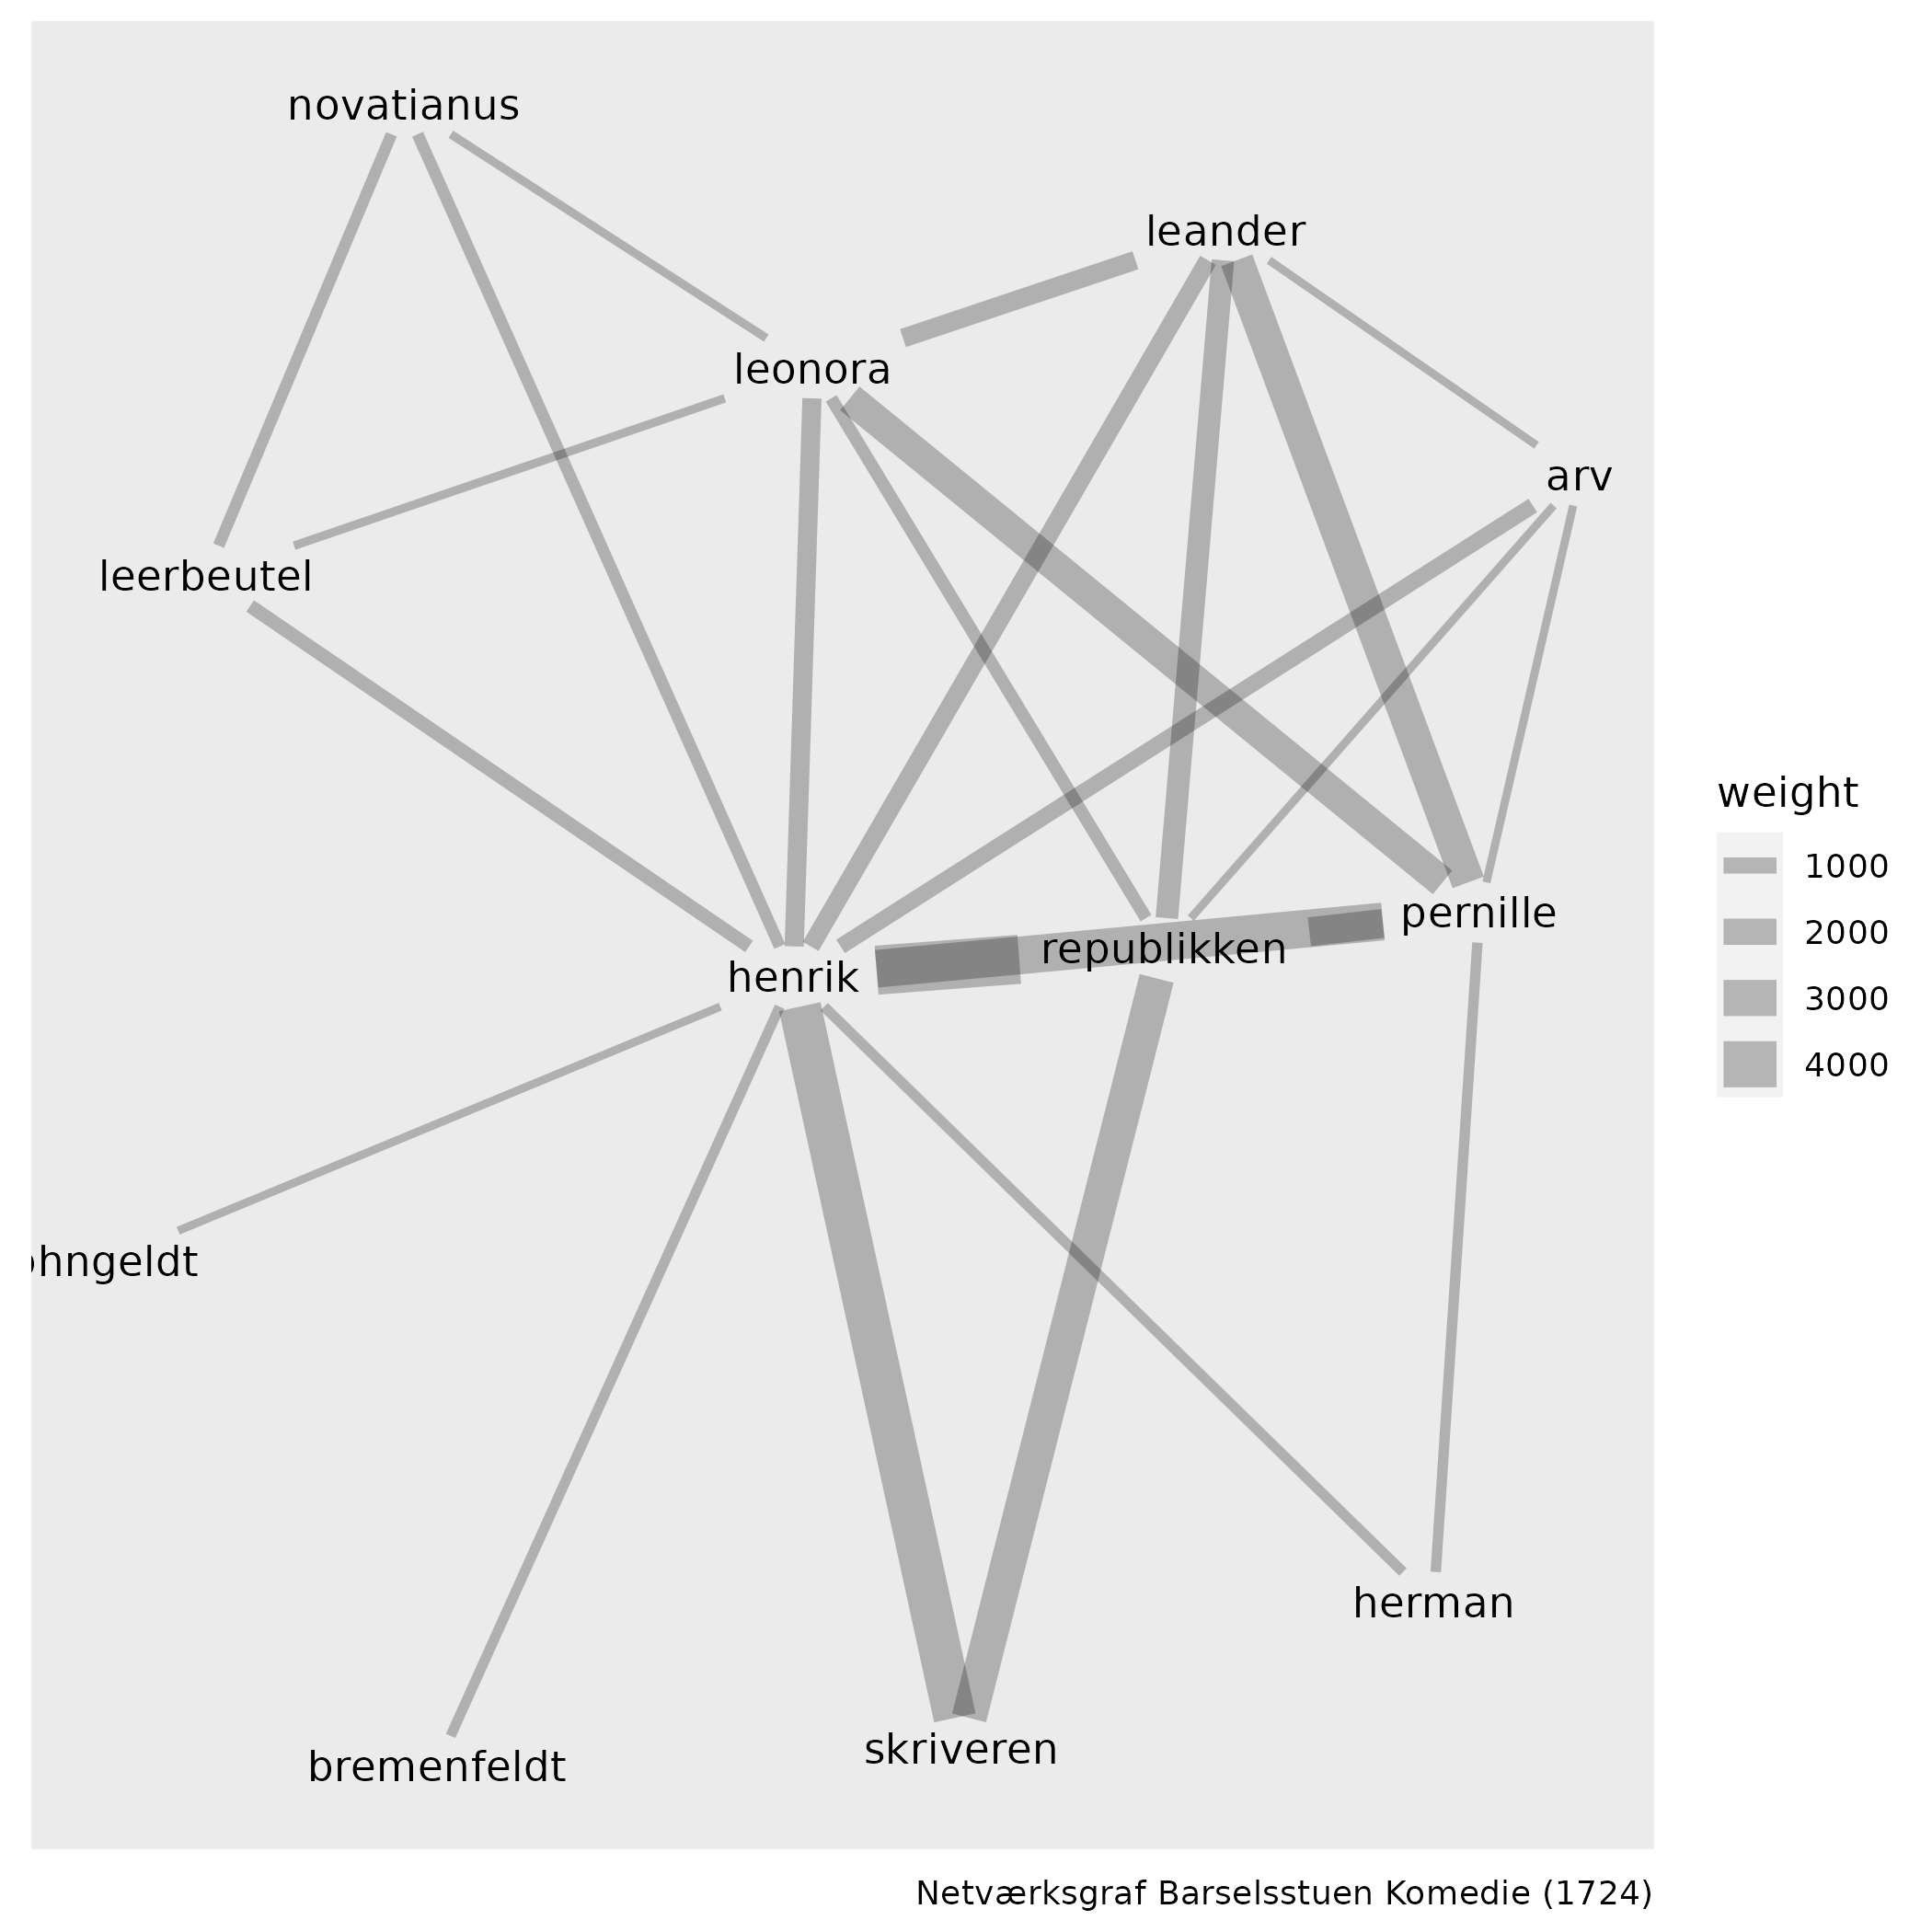 novatianus
leander
leonora
arv
leerbeutel
weight
1000
pernille
2000
republikken
henrik
3000
4000
ohngeldt
herman
skriveren
bremenfeldt
Netværksgraf Barselsstuen Komedie (1724)